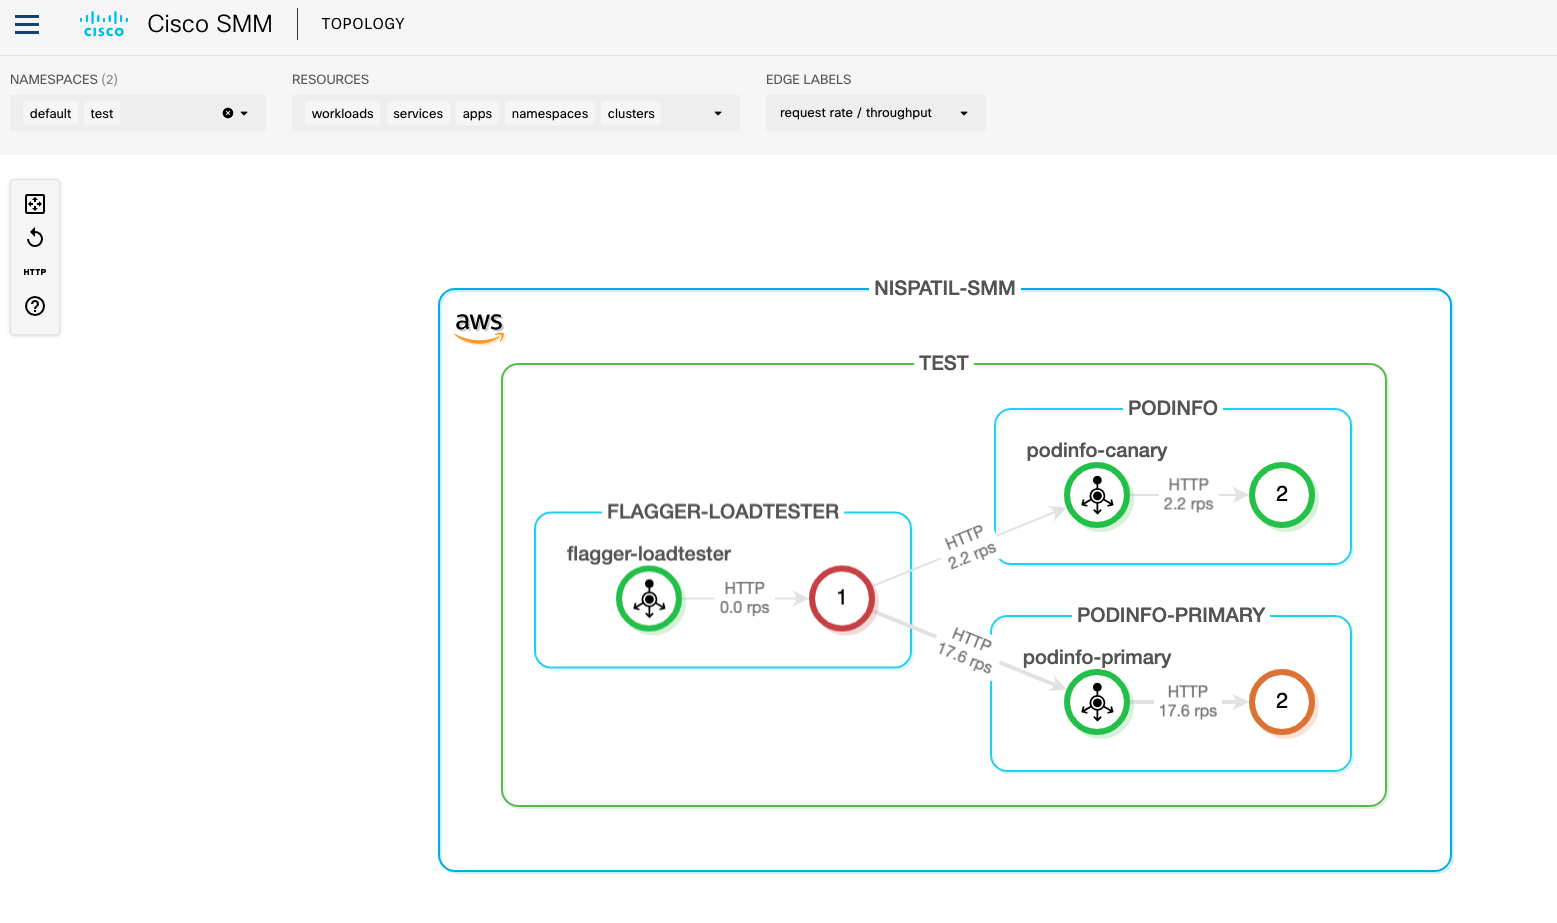 cisco Cisco SMM TOPOLOGY
NAMESPACES (2) RESOURCES EDGE LABELS
default test workloads services apps namespaces clusters request rate / throughput
HTTP
?
NISPATIL-SMM
aws
TEST
PODINFO
podinfo-canary
HTTP
2.2 rps
2
FLAGGER-LOADTESTER
flagger-loadtester
HTTP
0.0 rps
1
HTTP
2.2 rps
HTTP
17.6 rps
PODINFO-PRIMARY
podinfo-primary
HTTP
17.6 rps
2